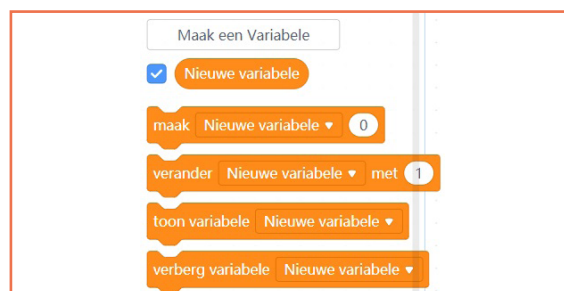 Maak een Variabele
Nieuwe variabele
maak Nieuwe variabele 0
verander Nieuwe variabele met 1
toon variabele Nieuwe variabele
verberg variabele Nieuwe variabele